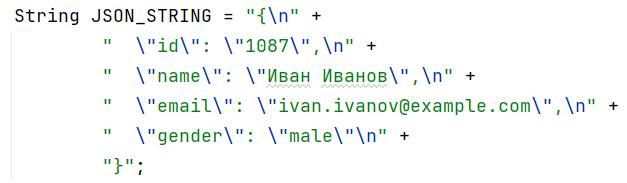 String JSON_STRING = "{\n" +
"  \"id\": \"1087\",\n" +
"  \"name\": \"Иван Иванов\",\n" +
"  \"email\": \"ivan.ivanov@example.com\",\n" +
"  \"gender\": \"male\"\n" +
"}";